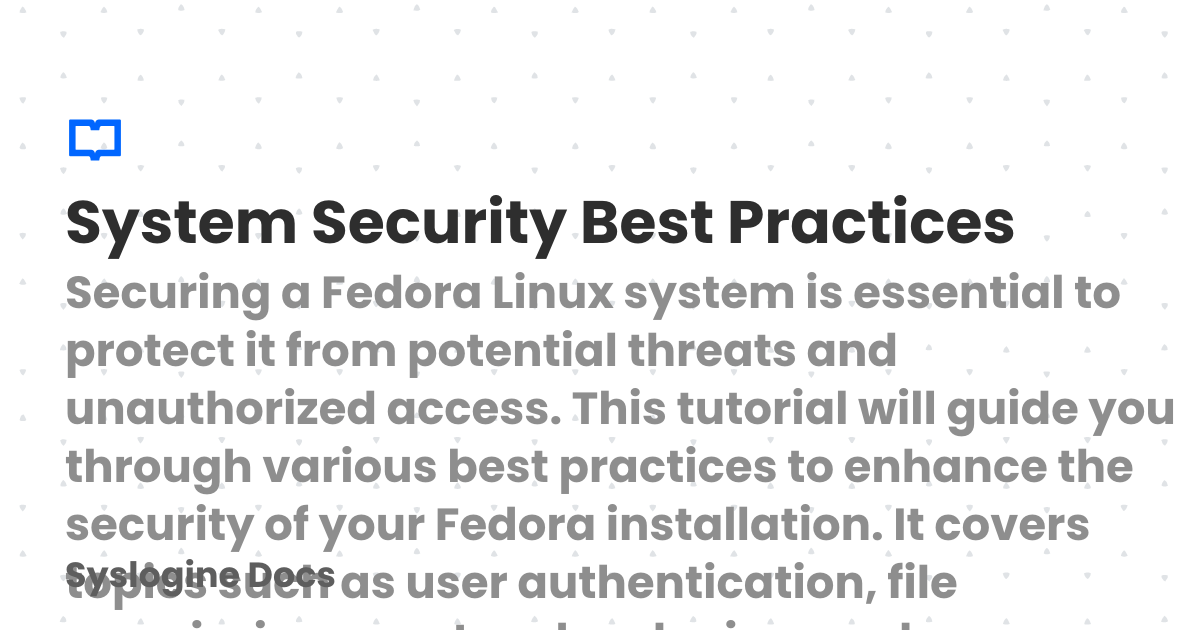 System Security Best Practices
Securing a Fedora Linux system is essential to
protect it from potential threats and
unauthorized access. This tutorial will guide you
through various best practices to enhance the
security of your Fedora installation. It covers
topics such as user authentication, file
Syslogine Docs